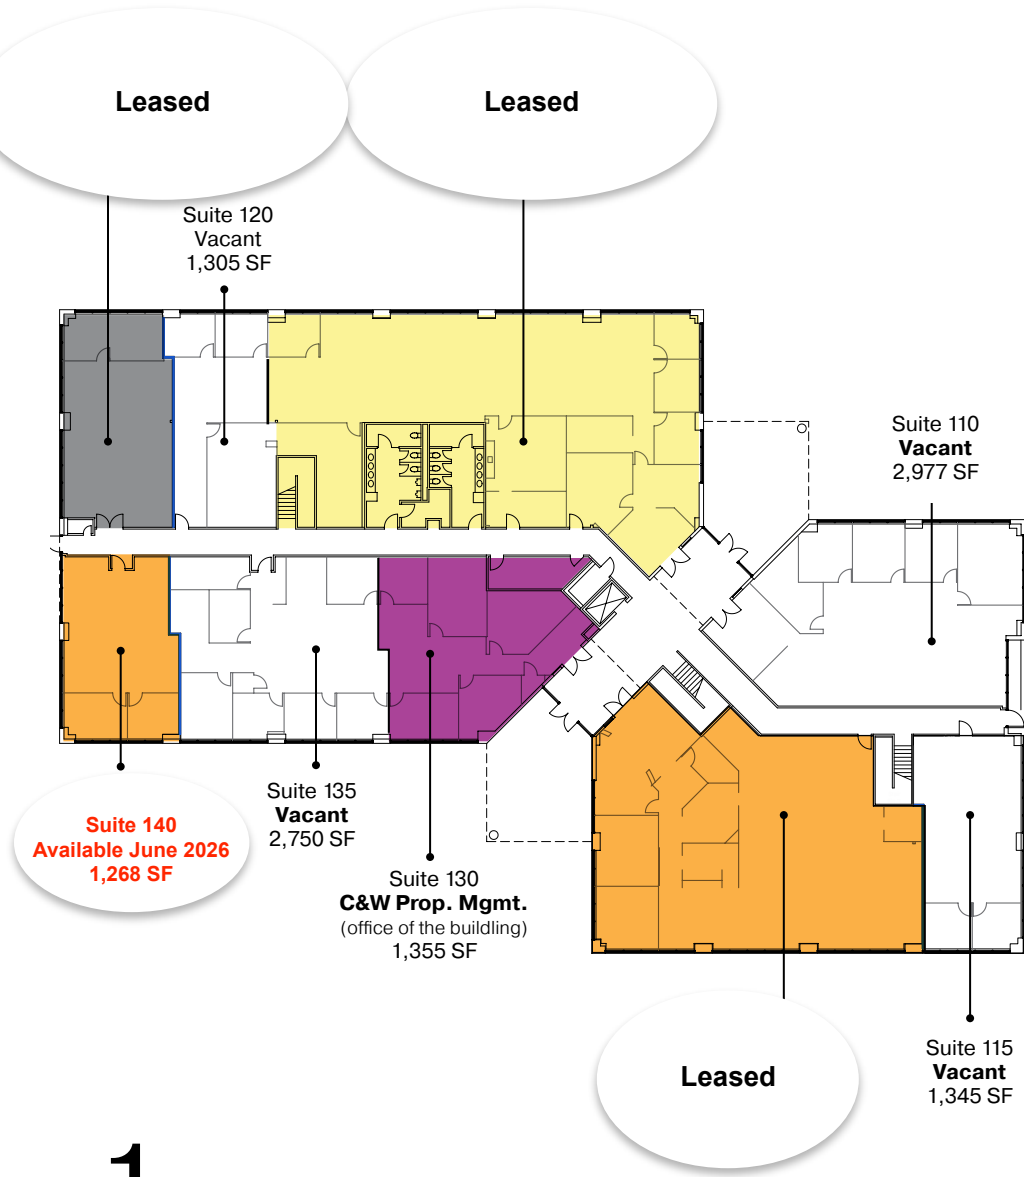 Leased
Leased
Suite 120
Vacant
1,305 SF
Suite 110
Vacant
2,977 SF
Suite 140
Available June 2026
1,268 SF
Suite 135
Vacant
2,750 SF
Suite 130
C&W Prop. Mgmt.
(office of the buidling)
1,355 SF
Leased
Suite 115
Vacant
1,345 SF
1